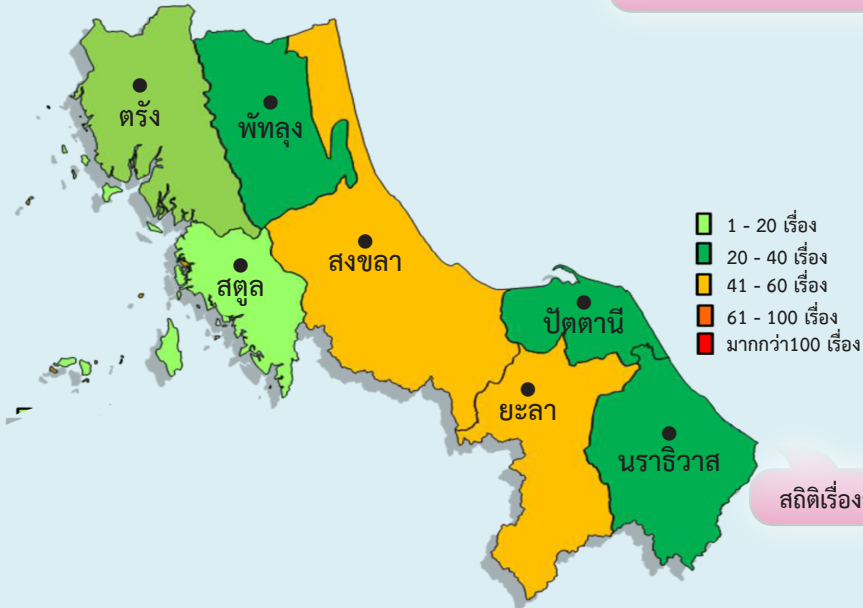 ตรัง
พัทลุง
สงขลา
สตูล
ปัตตานี
ยะลา
นราธิวาส
1 - 20 เรื่อง
20 - 40 เรื่อง
41 - 60 เรื่อง
61 - 100 เรื่อง
มากกว่า100 เรื่อง
สถิติเรื่อง